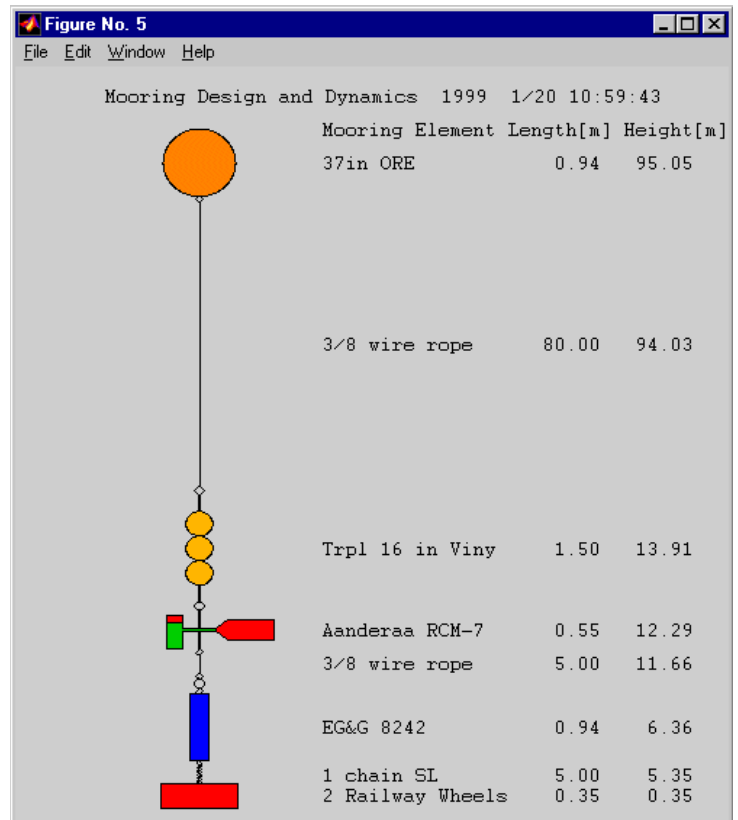 Figure No. 5
File Edit Window Help
Mooring Design and Dynamics 1999 1/20 10:59:43
Mooring Element Length[m] Height[m]
37in ORE 0.94 95.05
3/8 wire rope 80.00 94.03
Trpl 16 in Viny 1.50 13.91
Aanderaa RCM-7 0.55 12.29
3/8 wire rope 5.00 11.66
EG&G 8242 0.94 6.36
1 chain SL 5.00 5.35
2 Railway Wheels 0.35 0.35